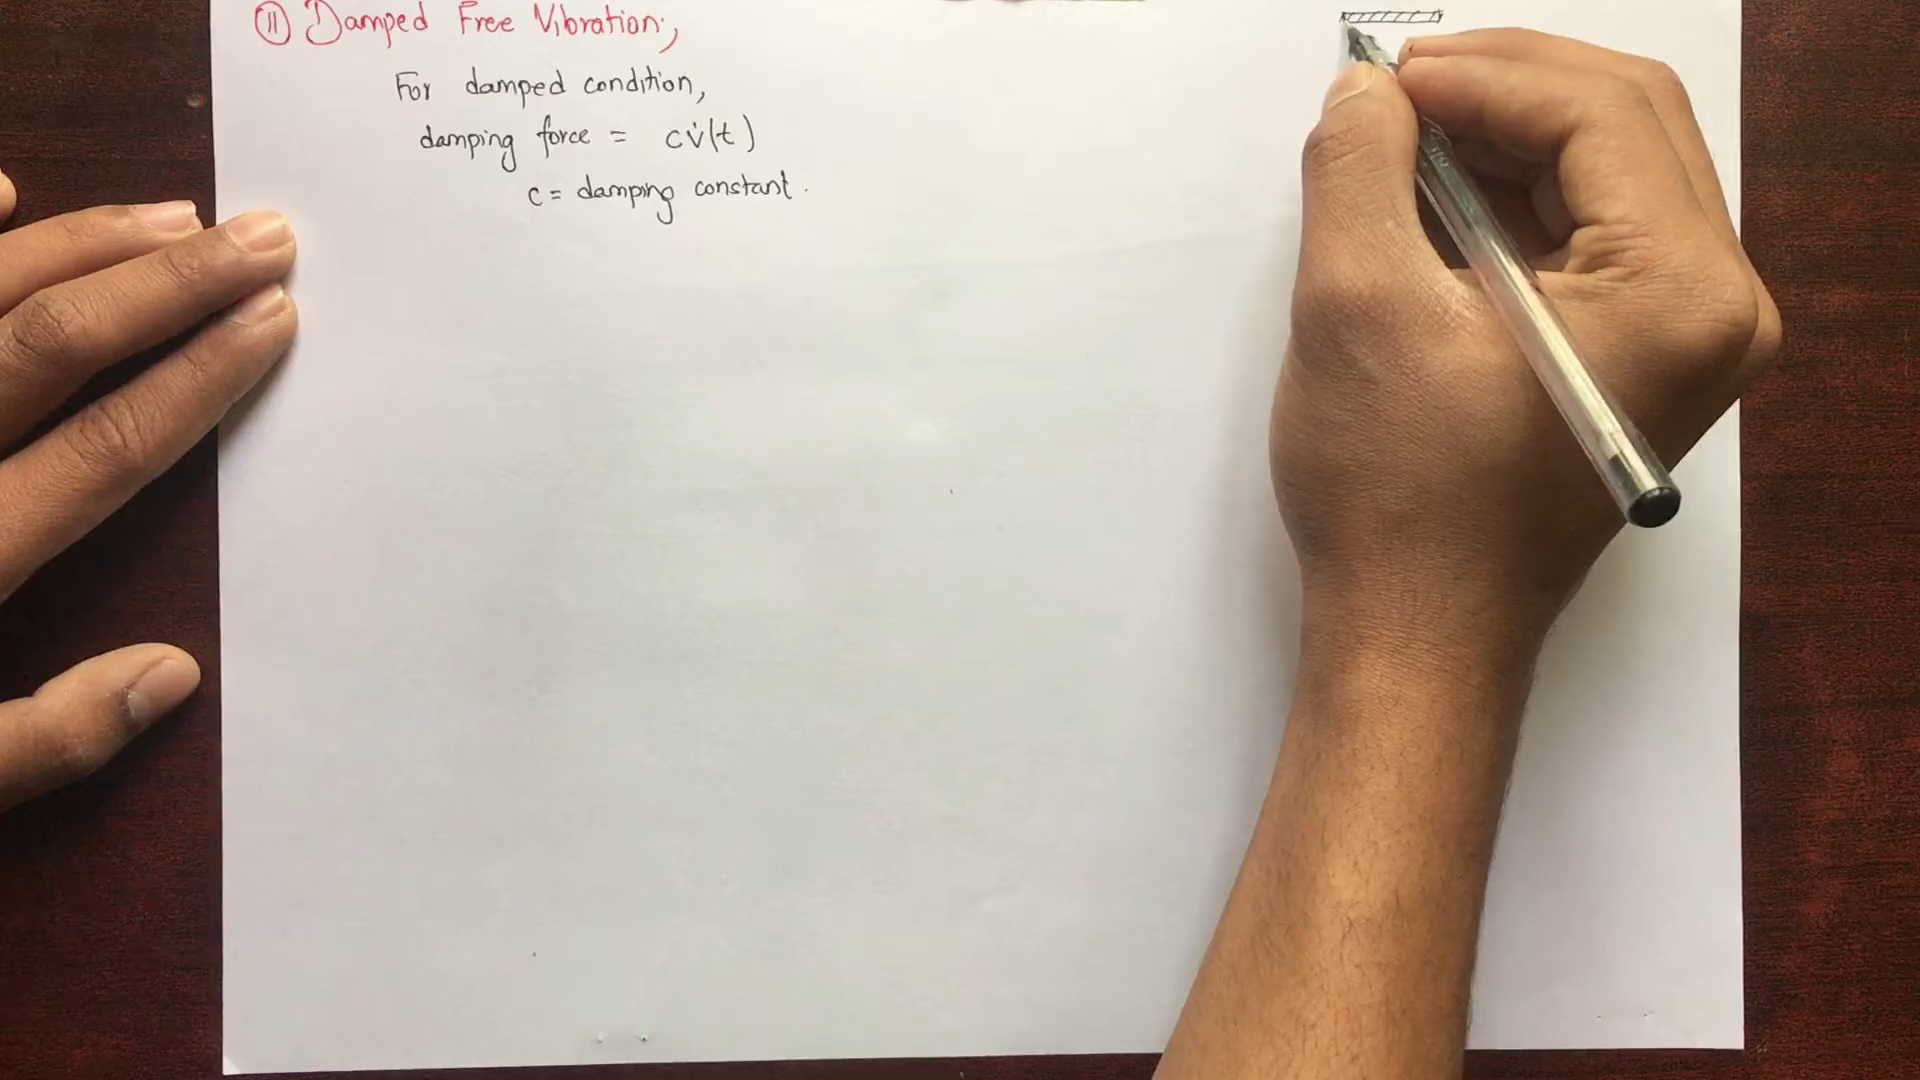 ⑪ Damped Free Vibration;
For damped condition,
damping force = cv̇(t)
c = damping constant.